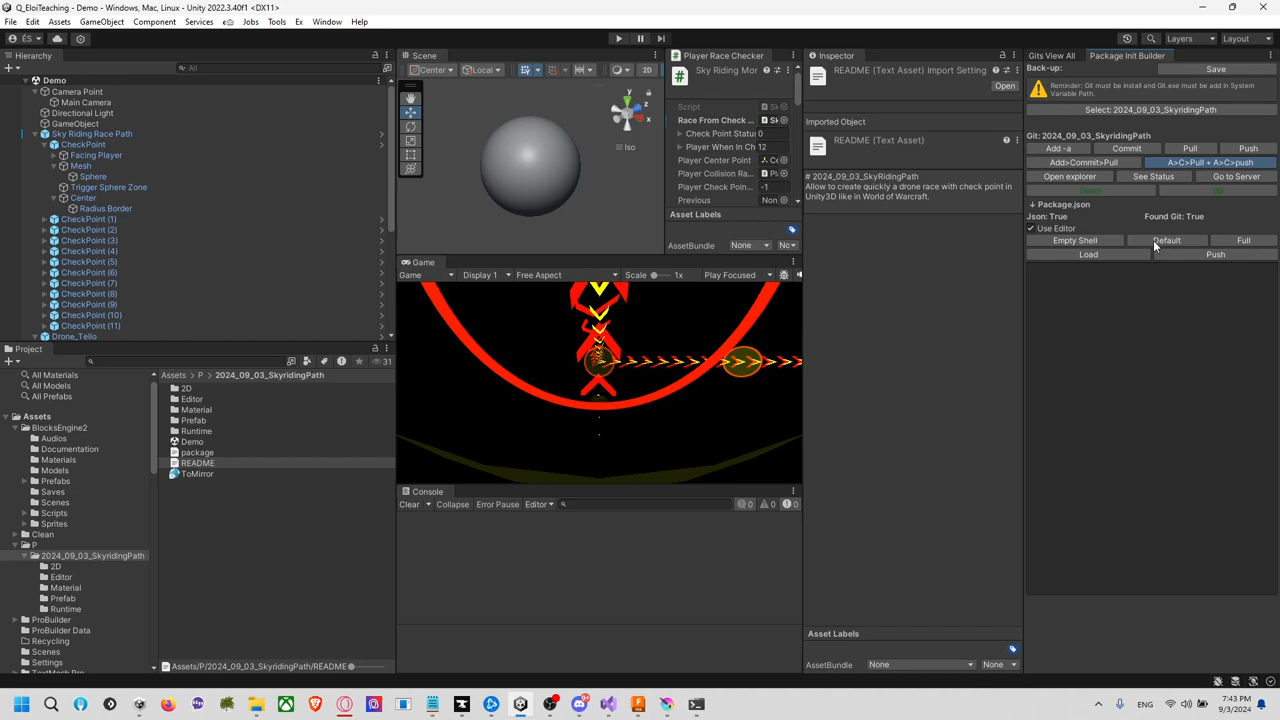 Q_EloiTeaching - Demo - Windows, Mac, Linux - Unity 2022.3.40f1 <DX11>
File Edit Assets GameObject Component Services Jobs Tools Ex Window Help
ÉS Layers Layout
Hierarchy
All
Demo
Camera Point
Main Camera
Directional Light
GameObject
Sky Riding Race Path
CheckPoint
Facing Player
Mesh
Sphere
Trigger Sphere Zone
Center
Radius Border
CheckPoint (1)
CheckPoint (2)
CheckPoint (3)
CheckPoint (4)
CheckPoint (5)
CheckPoint (6)
CheckPoint (7)
CheckPoint (8)
CheckPoint (9)
CheckPoint (10)
CheckPoint (11)
Drone_Tello
Project
31
All Materials
All Models
All Prefabs
Assets
BlocksEngine2
Audios
Documentation
Materials
Models
Prefabs
Saves
Scenes
Scripts
Sprites
Clean
P
2024_09_03_SkyridingPath
2D
Editor
Material
Prefab
Runtime
ProBuilder
ProBuilder Data
Recycling
Scenes
Settings
Assets > P > 2024_09_03_SkyridingPath
2D
Editor
Material
Prefab
Runtime
Demo
package
README
ToMirror
Assets/P/2024_09_03_SkyridingPath/README
Scene
Center Local 2D
y
Iso
Game
Game Display 1 Free Aspect Scale 1x Play Focused
Console
Clear Collapse Error Pause Editor 0 0 0
Player Race Checker
Sky Riding Mor
Script
Race From Check ...
Check Point Statu 0
Player When In Ch 12
Player Center Point
Player Collision Ra...
Player Check Poin... -1
Previous Non
Asset Labels
AssetBundle None
Inspector
README (Text Asset) Import Setting
Open
Imported Object
README (Text Asset)
# 2024_09_03_SkyRidingPath
Allow to create quickly a drone race with check point in
Unity3D like in World of Warcraft.
Asset Labels
AssetBundle None None
Gits View All Package Init Builder
Back-up: Save
Reminder: Git must be install and Git.exe must be add in System
Variable Path.
Select: 2024_09_03_SkyridingPath
Git: 2024_09_03_SkyridingPath
Add -a Commit Pull Push
Add>Commit>Pull A>C>Pull + A>C>push
Open explorer See Status Go to Server
Down Up
↓ Package.json
Json: True Found Git: True
Use Editor
Empty Shell Default Full
Load Push
ENG
7:43 PM
9/3/2024